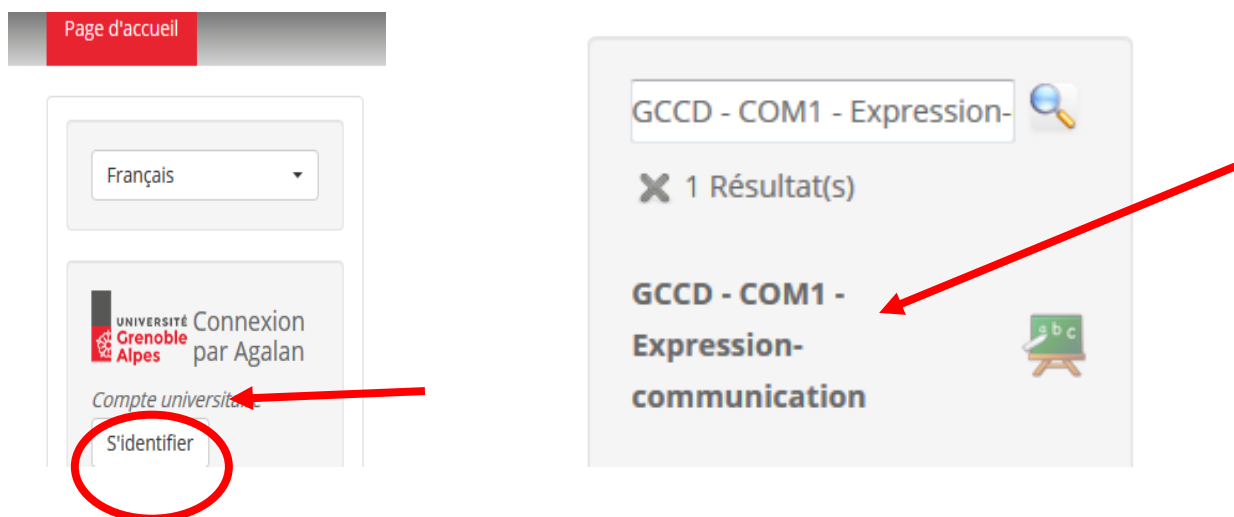 Page d'accueil
Français
UNIVERSITÉ
Grenoble
Alpes
Connexion
par Agalan
Compte universitaire
S'identifier
GCCD - COM1 - Expression-
1 Résultat(s)
GCCD - COM1 -
Expression-
communication
abc